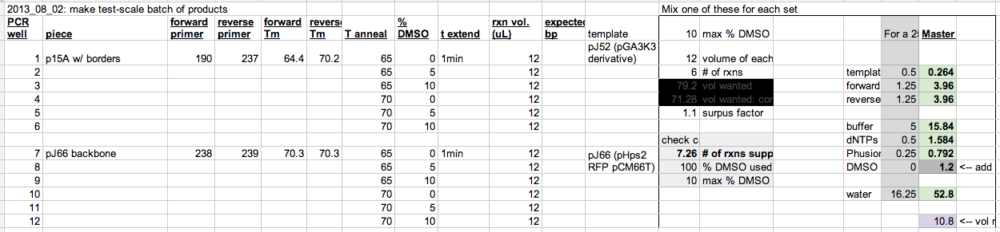 2013_08_02: make test-scale batch of products Mix one of these for each set
PCR well piece forward primer reverse primer forward Tm revers Tm T anneal % DMSO t extend rxn vol. (uL) expected bp template 10 max % DMSO For a 25 Master
1 p15A w/ borders 190 237 64.4 70.2 65 0 1min 12 pJ52 (pGA3K3 derivative) 12 volume of each
2 65 5 12 6 # of rxns templat 0.5 0.264
3 65 10 12 79.2 vol wanted forward 1.25 3.96
4 70 0 12 71.28 vol wanted: cor reverse 1.25 3.96
5 70 5 12 1.1 surpus factor
6 70 10 12 buffer 5 15.84
check c. dNTPs 0.5 1.584
7 pJ66 backbone 238 239 70.3 70.3 65 0 1min 12 pJ66 (pHps2 RFP pCM66T) 7.26 # of rxns supp Phusior 0.25 0.792
8 65 5 12 100 % DMSO used DMSO 0 1.2 <-- add
9 65 10 12 10 max % DMSO
10 70 0 12 water 16.25 52.8
11 70 5 12
12 70 10 12 10.8 <-- vol r